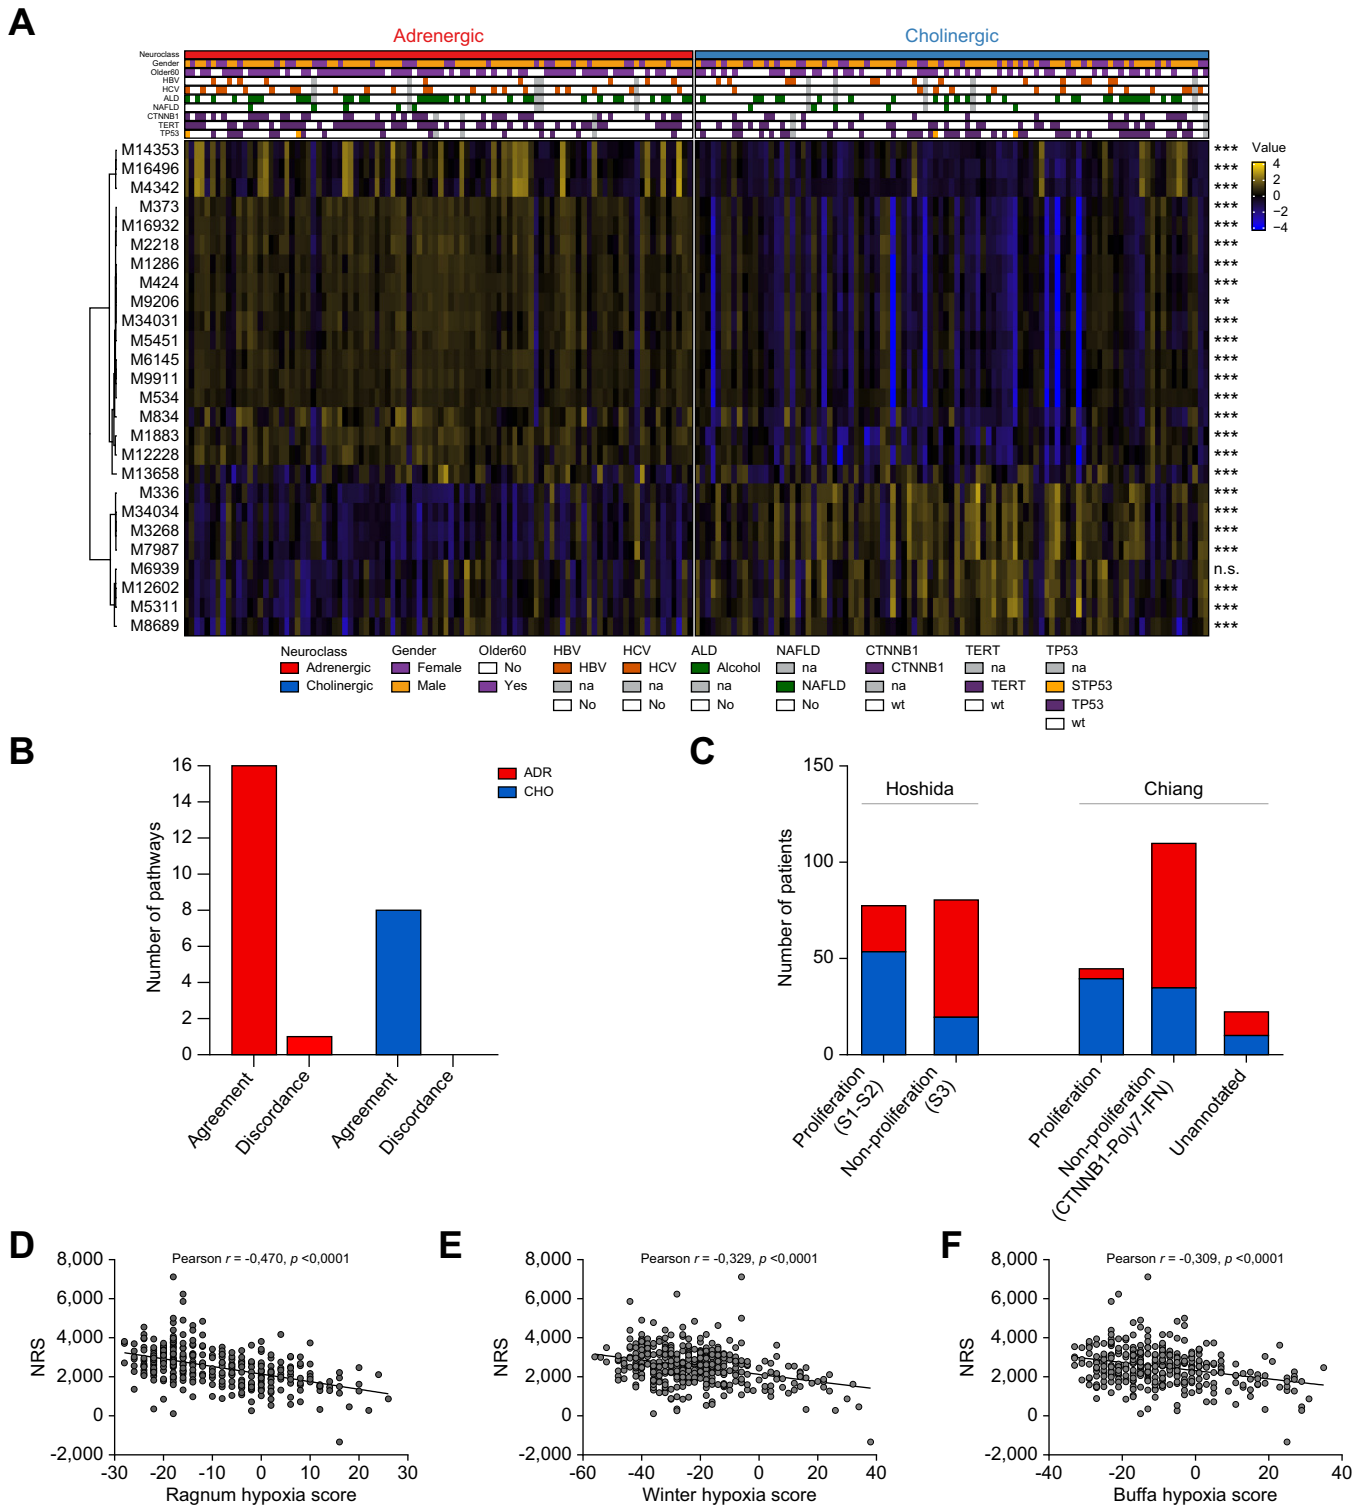 A
Adrenergic
Cholinergic
Neuroclass
Gender
Older60
HBV
HCV
ALD
NAFLD
CTNNB1
TERT
TP53
M14353 ***
M16496 ***
M4342 ***
M373 ***
M16932 ***
M2218 ***
M1286 ***
M424 ***
M9206 **
M34031 ***
M5451 ***
M6145 ***
M9911 ***
M534 ***
M834 ***
M1883 ***
M12228 ***
M13658 ***
M336 ***
M34034 ***
M3268 ***
M7987 ***
M6939 n.s.
M12602 ***
M5311 ***
M8689 ***
Value
4
2
0
−2
−4
Neuroclass
Adrenergic
Cholinergic
Gender
Female
Male
Older60
No
Yes
HBV
HBV
na
No
HCV
HCV
na
No
ALD
Alcohol
na
No
NAFLD
na
NAFLD
No
CTNNB1
CTNNB1
na
wt
TERT
na
TERT
wt
TP53
na
STP53
TP53
wt
B
Number of pathways
16
14
12
10
8
6
4
2
0
Agreement
Discordance
Agreement
Discordance
ADR
CHO
C
Number of patients
150
100
50
0
Hoshida
Chiang
Proliferation
(S1-S2)
Non-proliferation
(S3)
Proliferation
Non-proliferation
(CTNNB1-Poly7-IFN)
Unannotated
D
Pearson r = -0,470, p <0,0001
NRS
8,000
6,000
4,000
2,000
0
-2,000
-30 -20 -10 0 10 20 30
Ragnum hypoxia score
E
Pearson r = -0,329, p <0,0001
NRS
8,000
6,000
4,000
2,000
0
-2,000
-60 -40 -20 0 20 40
Winter hypoxia score
F
Pearson r = -0,309, p <0,0001
NRS
8,000
6,000
4,000
2,000
0
-2,000
-40 -20 0 20 40
Buffa hypoxia score